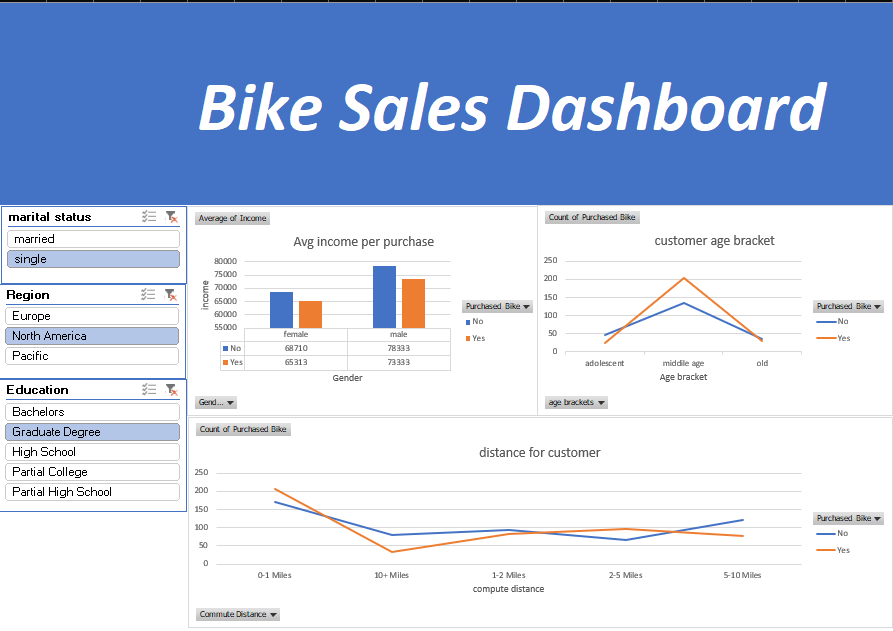 Bike Sales Dashboard
marital status
married
single
Region
Europe
North America
Pacific
Education
Bachelors
Graduate Degree
High School
Partial College
Partial High School
Average of Income
Avg income per purchase
80000
75000
70000
65000
60000
55000
income
female male
No 68710 78333
Yes 65313 73333
Gender
Purchased Bike
No
Yes
Gend...
Count of Purchased Bike
customer age bracket
250
200
150
100
50
0
adolescent middile age old
Age bracket
Purchased Bike
No
Yes
age brackets
Count of Purchased Bike
distance for customer
250
200
150
100
50
0
0-1 Miles 10+ Miles 1-2 Miles 2-5 Miles 5-10 Miles
compute distance
Purchased Bike
No
Yes
Commute Distance